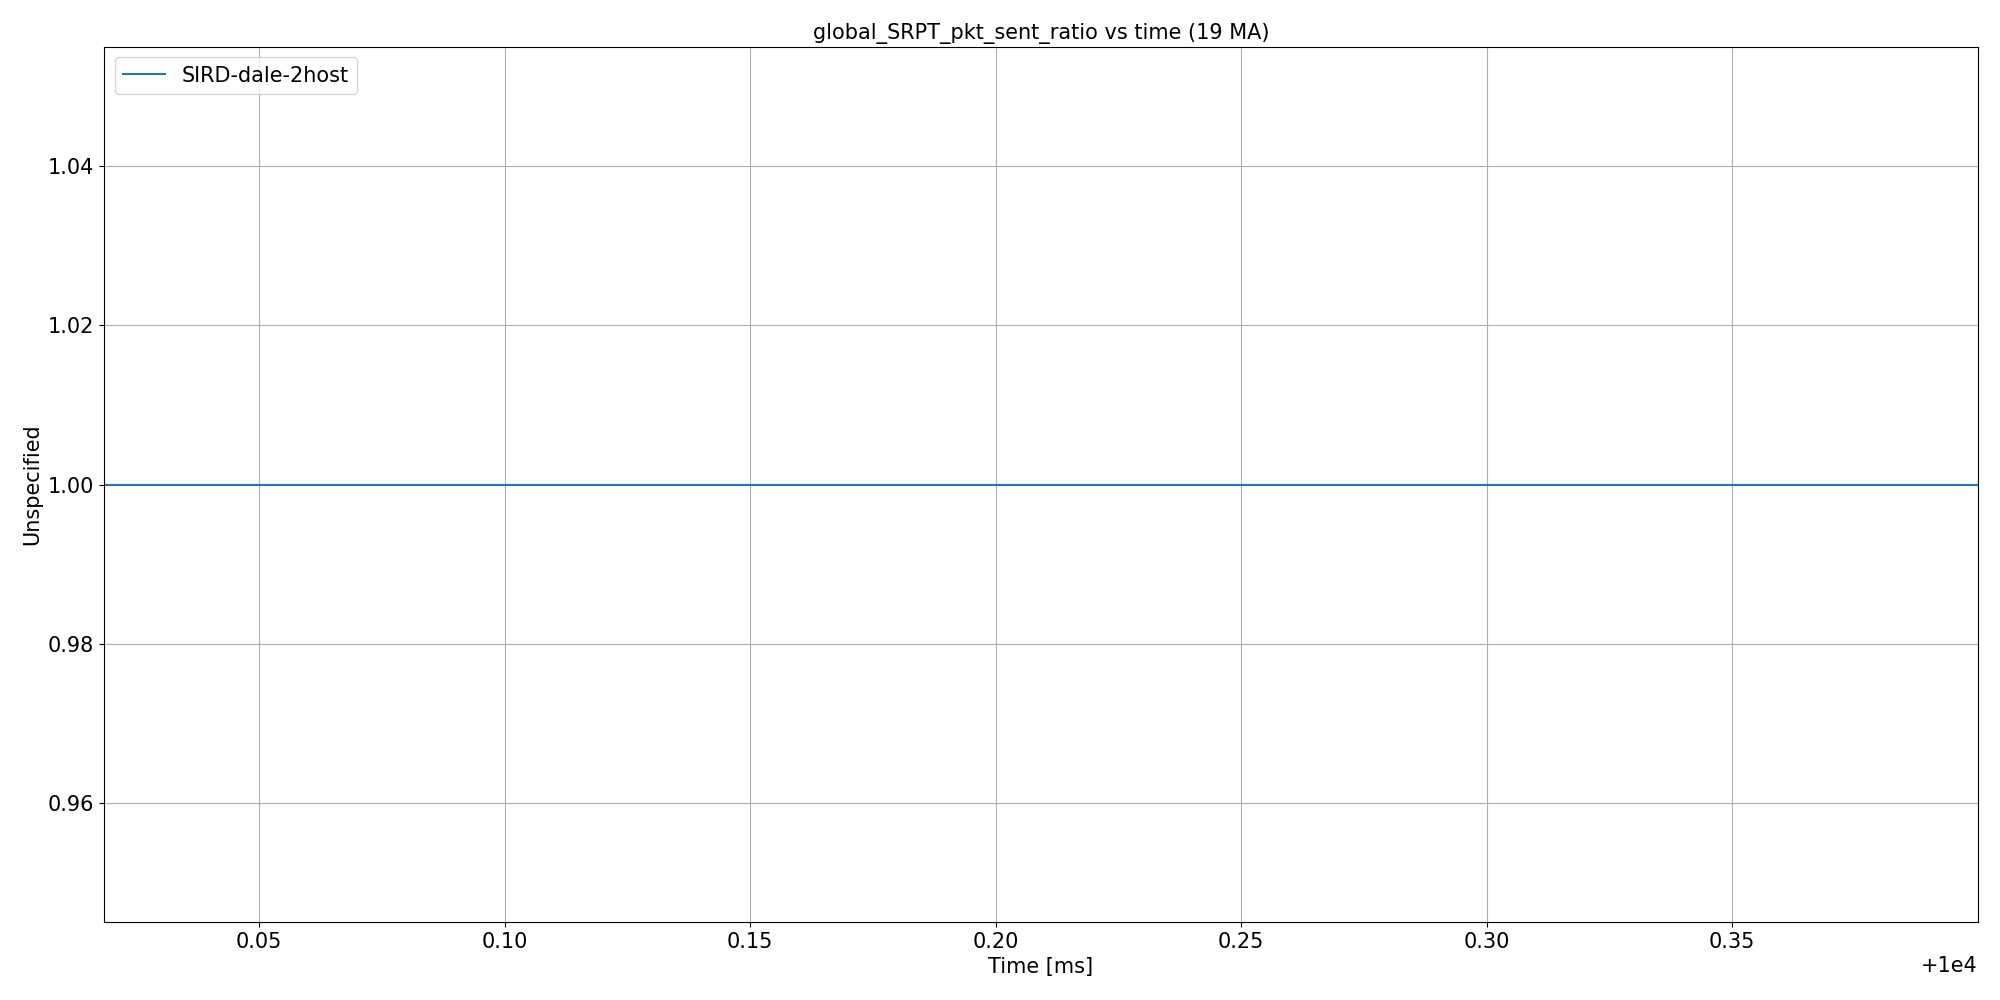 global_SRPT_pkt_sent_ratio vs time (19 MA)
SIRD-dale-2host
1.04
1.02
1.00
0.98
0.96
Unspecified
0.05 0.10 0.15 0.20 0.25 0.30 0.35
Time [ms]
+1e4